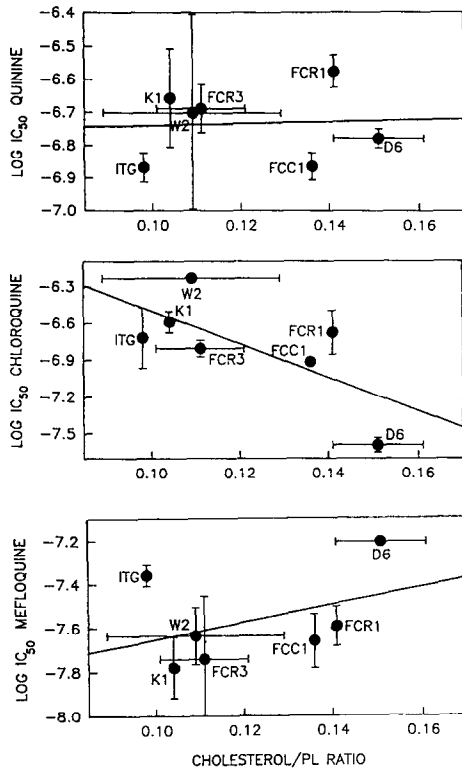 LOG IC50 QUININE
-6.4
-6.5
-6.6
-6.7
-6.8
-6.9
-7.0
K1
FCR3
FCR1
W2
ITG
FCC1
D6
0.10
0.12
0.14
0.16
LOG IC50 CHLOROQUINE
-6.3
-6.6
-6.9
-7.2
-7.5
W2
K1
FCR1
ITG
FCR3
FCC1
D6
0.10
0.12
0.14
0.16
LOG IC50 MEFLOQUINE
-7.2
-7.4
-7.6
-7.8
-8.0
ITG
D6
W2
FCR1
FCC1
FCR3
K1
0.10
0.12
0.14
0.16
CHOLESTEROL/PL RATIO